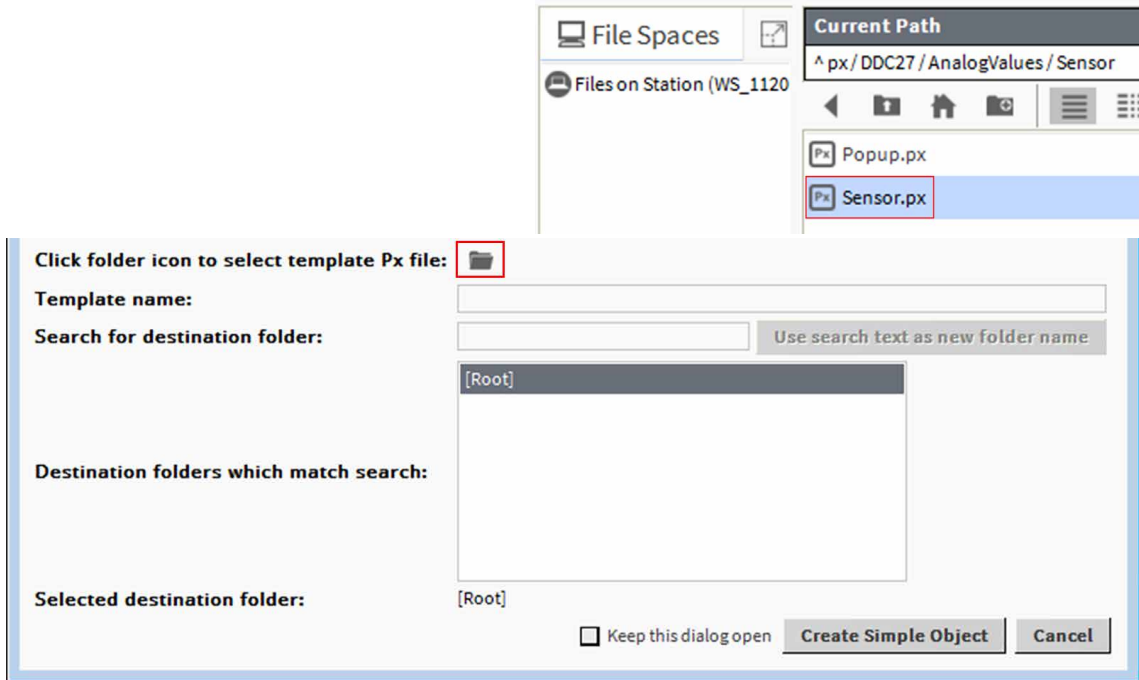 File Spaces
Files on Station (WS_1120
Current Path
^ px / DDC27 / AnalogValues / Sensor
Px Popup.px
Px Sensor.px
Click folder icon to select template Px file:
Template name:
Search for destination folder:
Use search text as new folder name
[Root]
Destination folders which match search:
Selected destination folder: [Root]
Keep this dialog open Create Simple Object Cancel